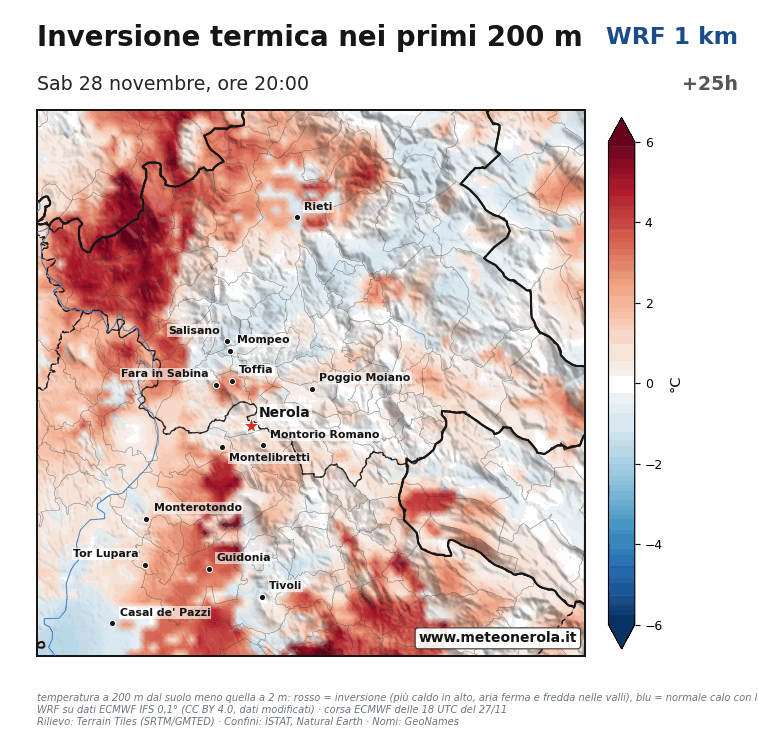 Inversione termica nei primi 200 m
WRF 1 km
Sab 28 novembre, ore 20:00
+25h
6
4
2
0
−2
−4
−6
°C
Rieti
Salisano
Mompeo
Fara in Sabina
Toffia
Poggio Moiano
Nerola
Montorio Romano
Montelibretti
Monterotondo
Tor Lupara
Guidonia
Tivoli
Casal de' Pazzi
www.meteonerola.it
temperatura a 200 m dal suolo meno quella a 2 m: rosso = inversione (più caldo in alto, aria ferma e fredda nelle valli), blu = normale calo con
WRF su dati ECMWF IFS 0,1° (CC BY 4.0, dati modificati) · corsa ECMWF delle 18 UTC del 27/11
Rilievo: Terrain Tiles (SRTM/GMTED) · Confini: ISTAT, Natural Earth · Nomi: GeoNames